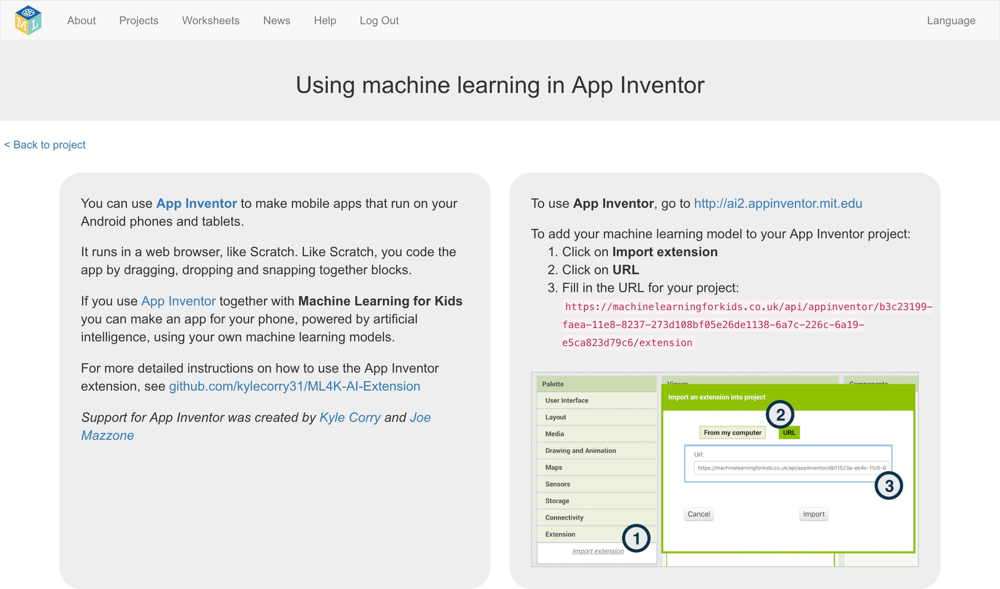 M L
About Projects Worksheets News Help Log Out Language
Using machine learning in App Inventor
< Back to project
You can use App Inventor to make mobile apps that run on your
Android phones and tablets.
It runs in a web browser, like Scratch. Like Scratch, you code the
app by dragging, dropping and snapping together blocks.
If you use App Inventor together with Machine Learning for Kids
you can make an app for your phone, powered by artificial
intelligence, using your own machine learning models.
For more detailed instructions on how to use the App Inventor
extension, see github.com/kylecorry31/ML4K-AI-Extension
Support for App Inventor was created by Kyle Corry and Joe
Mazzone
To use App Inventor, go to http://ai2.appinventor.mit.edu
To add your machine learning model to your App Inventor project:
1. Click on Import extension
2. Click on URL
3. Fill in the URL for your project:
https://machinelearningforkids.co.uk/api/appinventor/b3c23199-
faea-11e8-8237-273d108bf05e26de1138-6a7c-226c-6a19-
e5ca823d79c6/extension
Palette
User Interface
Layout
Media
Drawing and Animation
Maps
Sensors
Storage
Connectivity
Extension
1
Import extension
Viewer
Components
Import an extension into project
2
From my computer URL
Url:
https://machinelearningforkids.co.uk/api/appinventor/db11523a-eb4c-11c6-9
3
Cancel Import